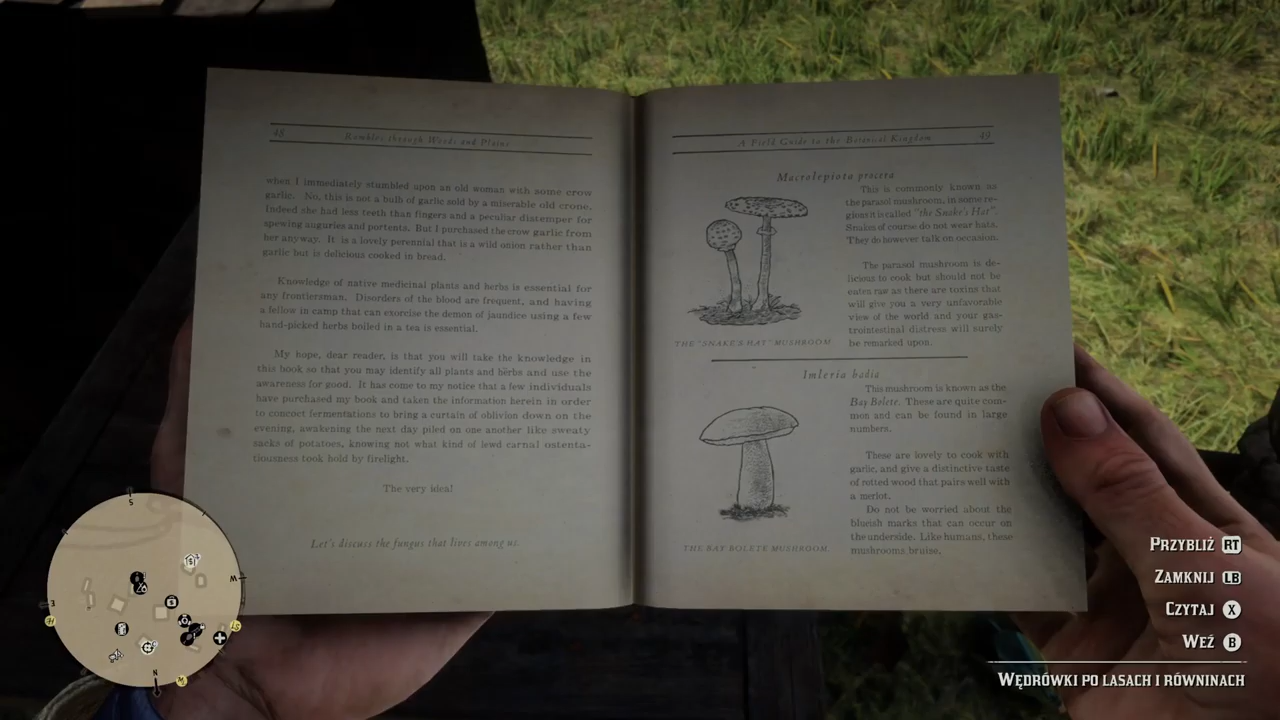 48 Rambles through Woods and Plains
when I immediately stumbled upon an old woman with some crow
garlic. No, this is not a bulb of garlic sold by a miserable old crone.
Indeed she had less teeth than fingers and a peculiar distemper for
spewing auguries and portents. But I purchased the crow garlic from
her anyway. It is a lovely perennial that is a wild onion rather than
garlic but is delicious cooked in bread.
Knowledge of native medicinal plants and herbs is essential for
any frontiersman. Disorders of the blood are frequent, and having
a fellow in camp that can exorcise the demon of jaundice using a few
hand-picked herbs boiled in a tea is essential.
My hope, dear reader, is that you will take the knowledge in
this book so that you may identify all plants and herbs and use the
awareness for good. It has come to my notice that a few individuals
have purchased my book and taken the information herein in order
to concoct fermentations to bring a curtain of oblivion down on the
evening, awakening the next day piled on one another like sweaty
sacks of potatoes, knowing not what kind of lewd carnal ostenta-
tiousness took hold by firelight.
The very idea!
Let's discuss the fungus that lives among us.
A Field Guide to the Botanical Kingdom 49
Macrolepiota procera
This is commonly known as
the parasol mushroom, in some re-
gions it is called "the Snake's Hat".
Snakes of course do not wear hats.
They do however talk on occasion.
The parasol mushroom is de-
licious to cook but should not be
eaten raw as there are toxins that
will give you a very unfavorable
view of the world and your gas-
trointestinal distress will surely
be remarked upon.
THE "SNAKE'S HAT" MUSHROOM
Imleria badia
This mushroom is known as the
Bay Bolete. These are quite com-
mon and can be found in large
numbers.
These are lovely to cook with
garlic, and give a distinctive taste
of rotted wood that pairs well with
a merlot.
Do not be worried about the
blueish marks that can occur on
the underside. Like humans, these
mushrooms bruise.
THE BAY BOLETE MUSHROOM
S
W
E
N
PRZYBLIŻ RT
ZAMKNIJ LB
CZYTAJ X
WEŹ B
WĘDRÓWKI PO LASACH I RÓWNINACH